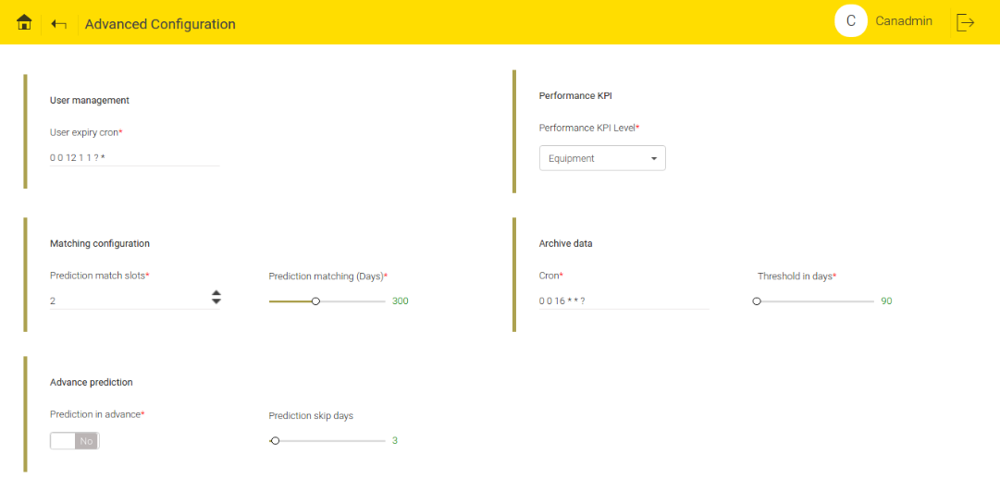 Advanced Configuration
C Canadmin
User management
User expiry cron*
0 0 12 1 1 ? *
Performance KPI
Performance KPI Level*
Equipment
Matching configuration
Prediction match slots*
2
Prediction matching (Days)*
300
Archive data
Cron*
0 0 16 * * ?
Threshold in days*
90
Advance prediction
Prediction in advance*
No
Prediction skip days
3